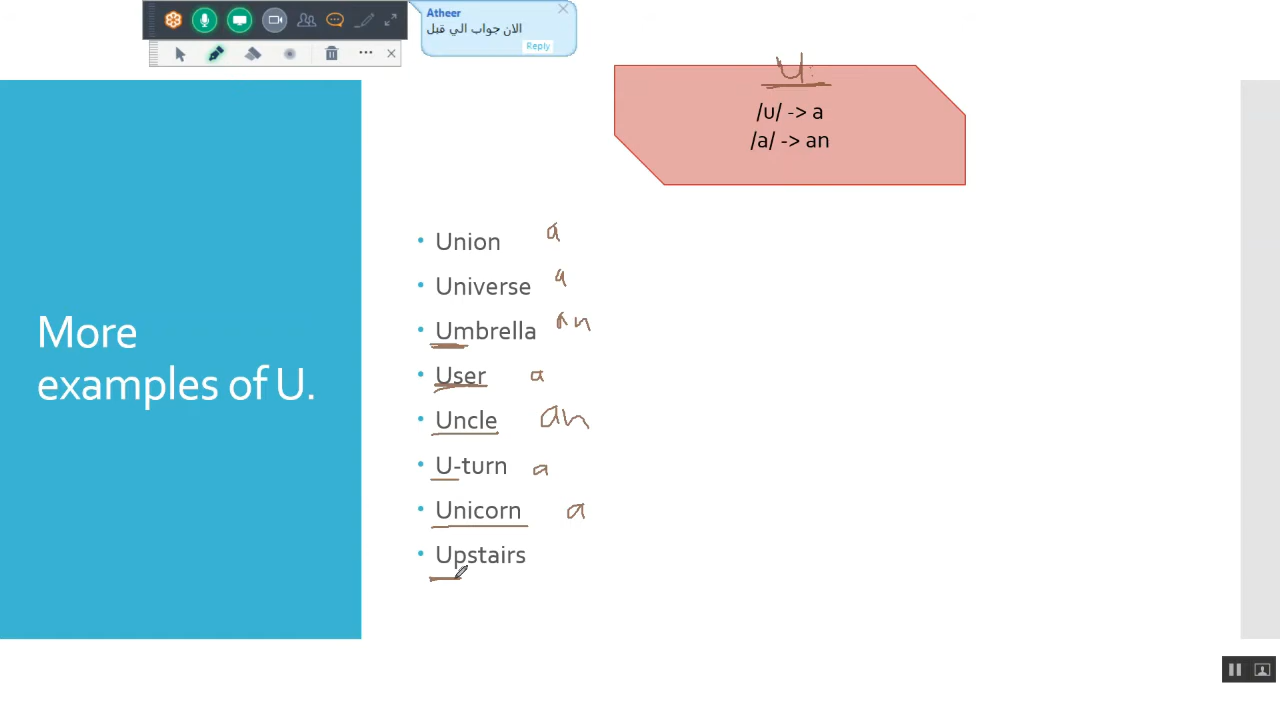 Atheer
الان جواب الي قبل
Reply
u:
/u/ -> a
/a/ -> an
More
examples of U.
• Union a
• Universe a
• Umbrella an
• User a
• Uncle an
• U-turn a
• Unicorn a
• Upstairs